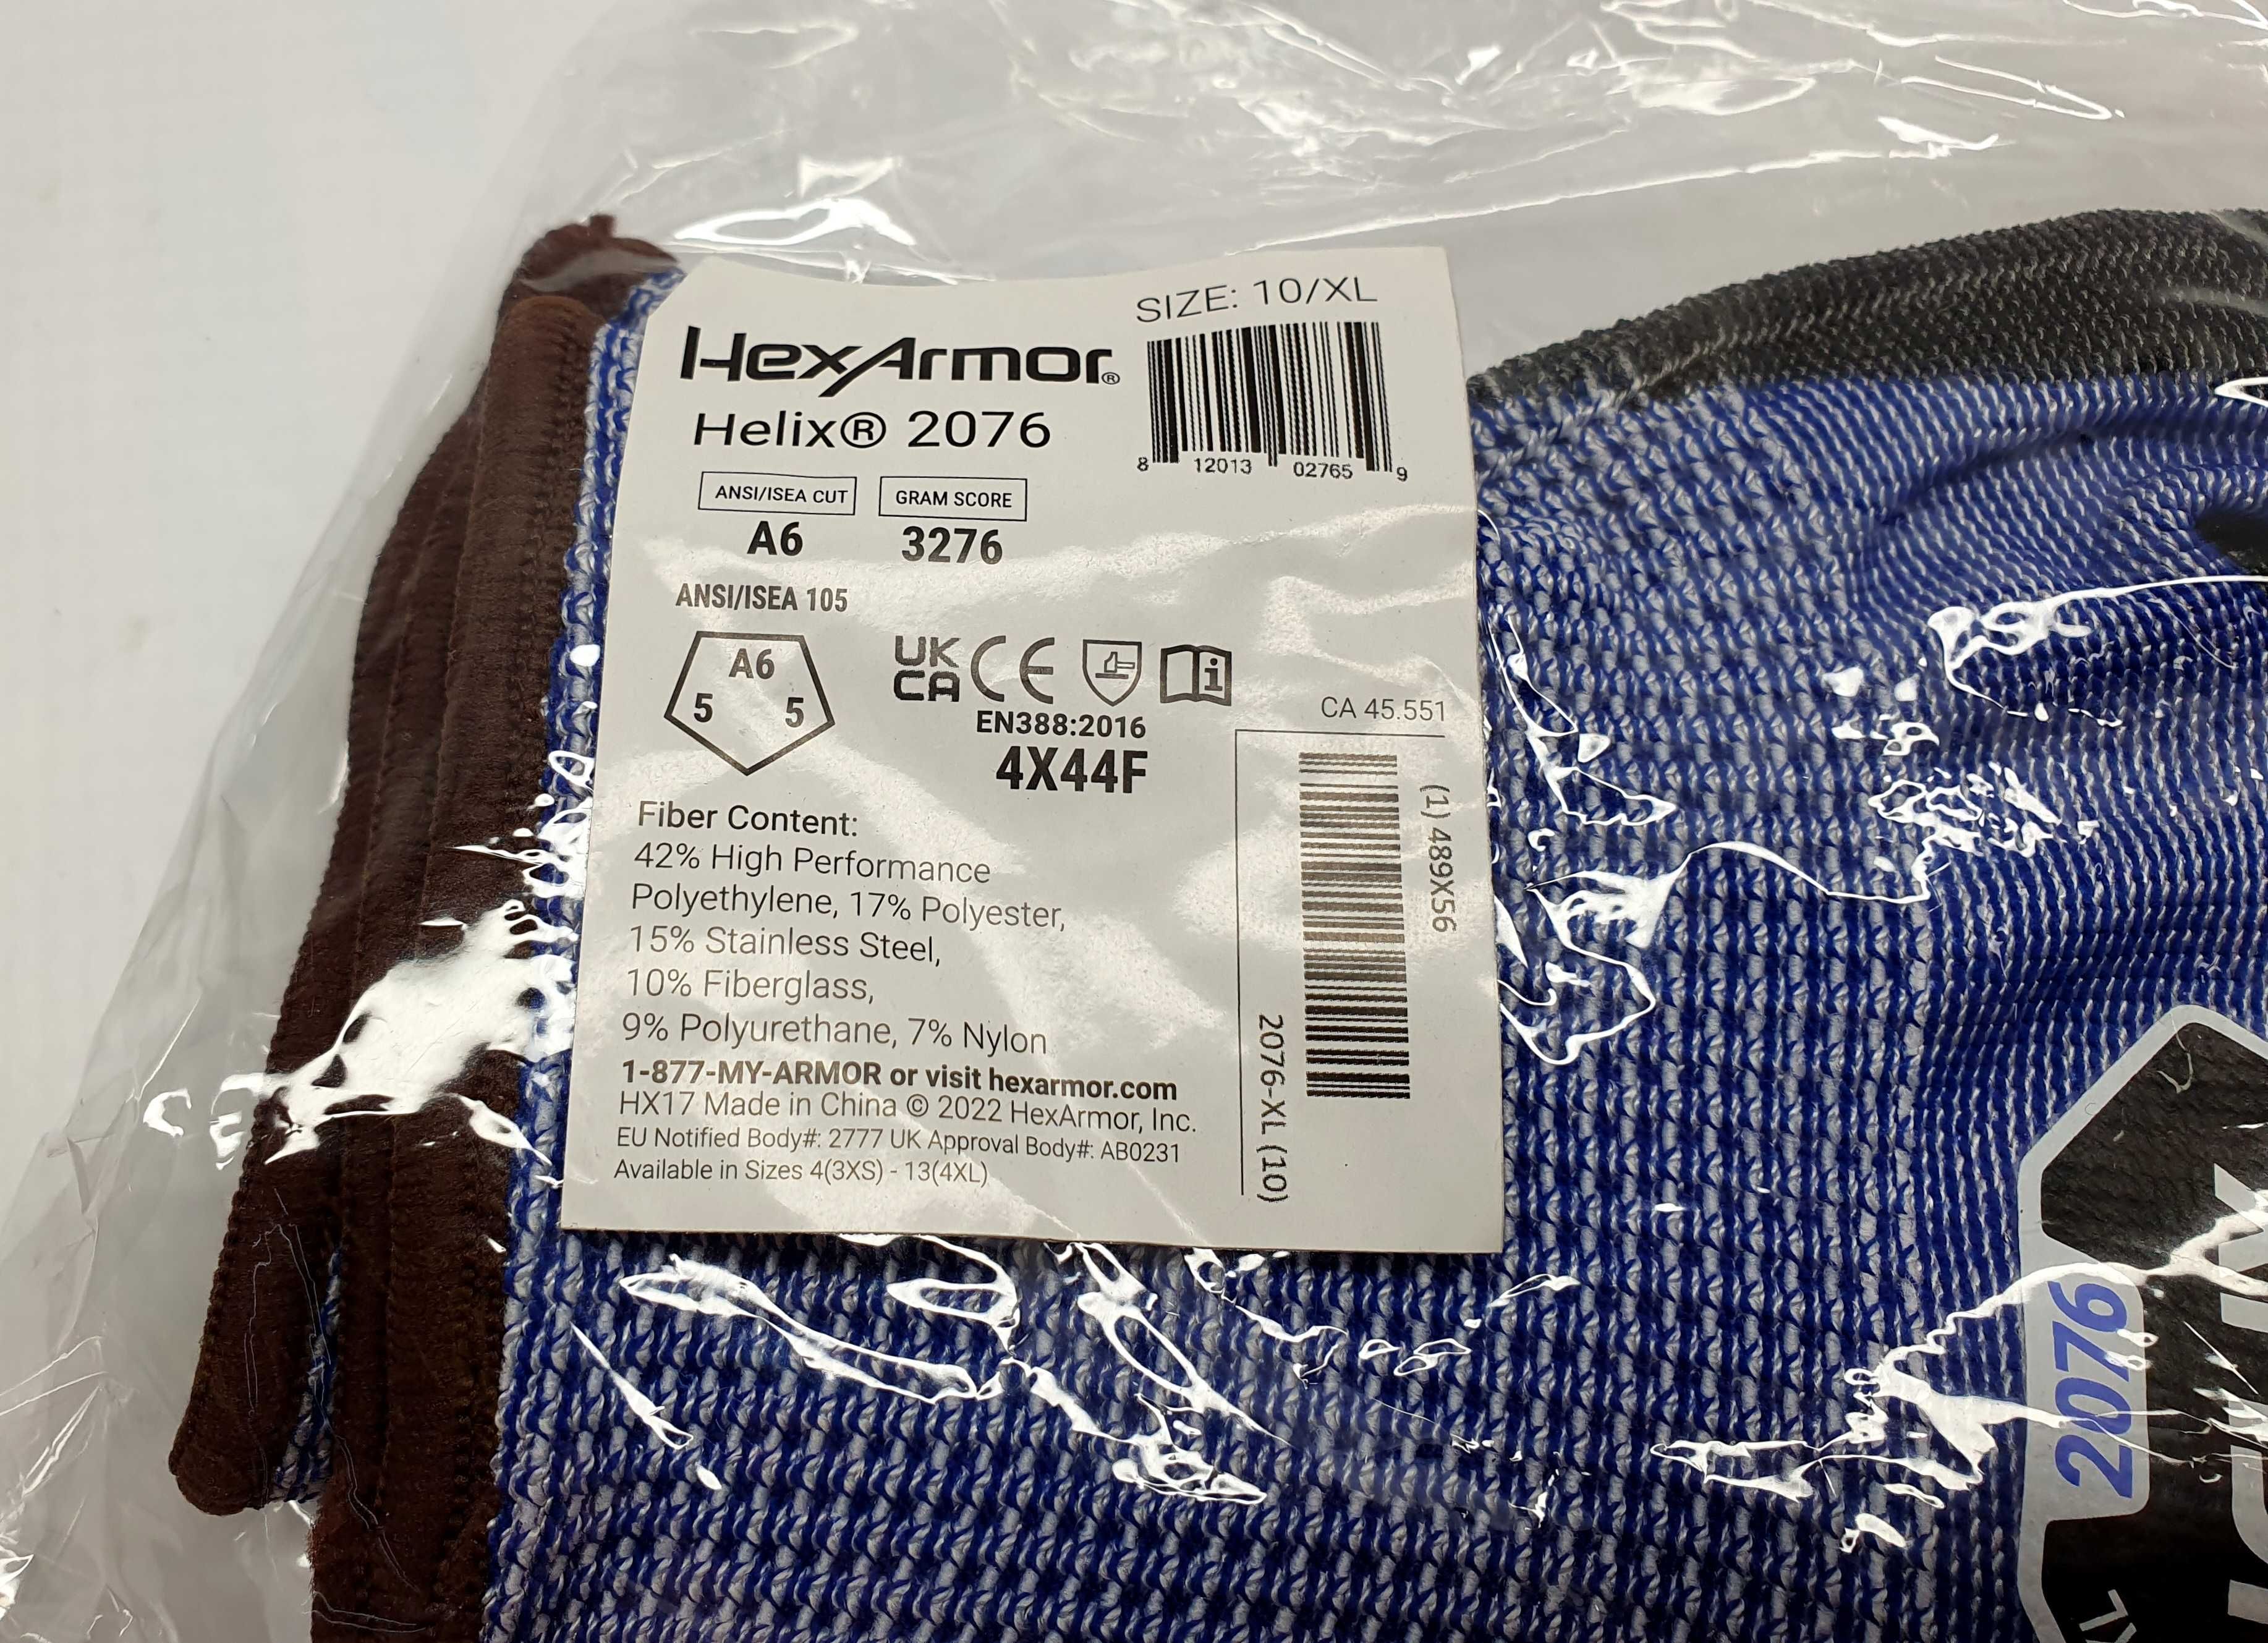 SIZE: 10/XL
HexArmor®
Helix® 2076
8 12013 02765 9
ANSI/ISEA CUT
GRAM SCORE
A6
3276
ANSI/ISEA 105
A6
5 5
UK
CA CE
EN388:2016
4X44F
CA 45.551
(1) 489X56
2076-XL (10)
Fiber Content:
42% High Performance
Polyethylene, 17% Polyester,
15% Stainless Steel,
10% Fiberglass,
9% Polyurethane, 7% Nylon
1-877-MY-ARMOR or visit hexarmor.com
HX17 Made in China © 2022 HexArmor, Inc.
EU Notified Body#: 2777 UK Approval Body#: AB0231
Available in Sizes 4(3XS) - 13(4XL)
2076